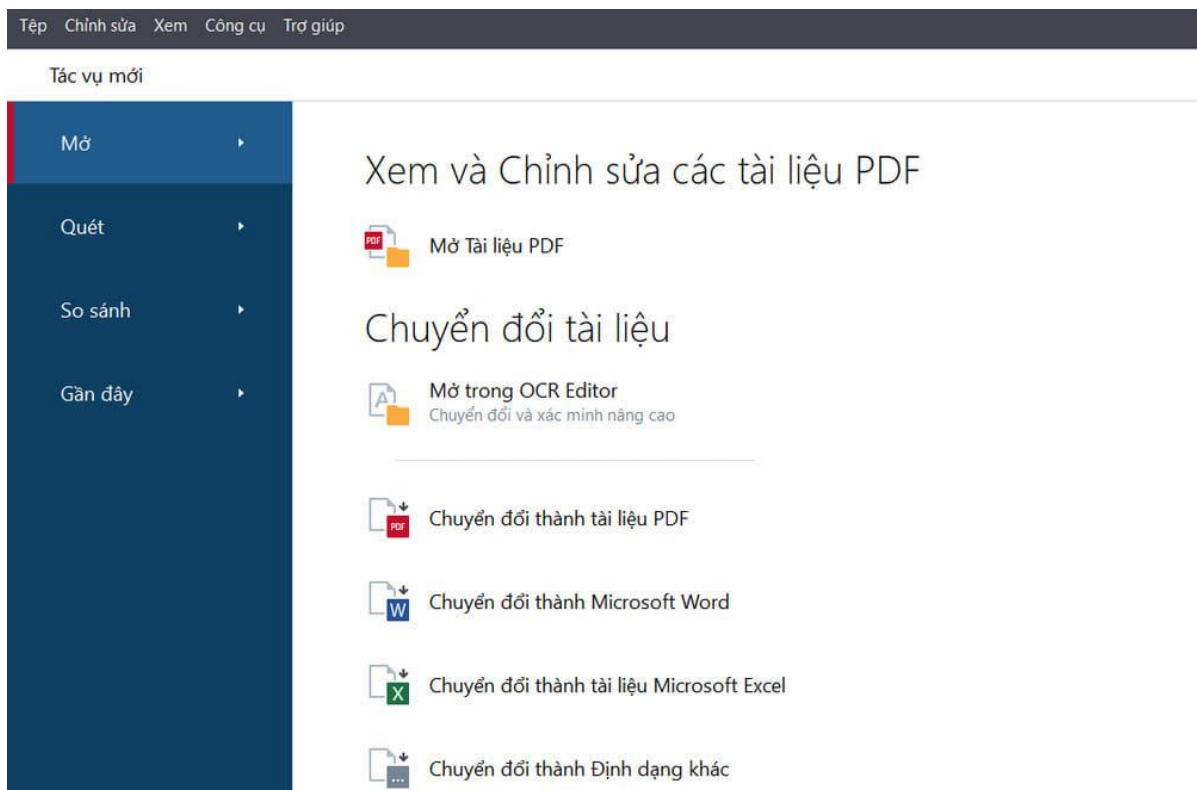 Tệp Chỉnh sửa Xem Công cụ Trợ giúp
Tác vụ mới
Mở
Quét
So sánh
Gần đây
Xem và Chỉnh sửa các tài liệu PDF
PDF
Mở Tài liệu PDF
Chuyển đổi tài liệu
A
Mở trong OCR Editor
Chuyển đổi và xác minh nâng cao
PDF
Chuyển đổi thành tài liệu PDF
W
Chuyển đổi thành Microsoft Word
X
Chuyển đổi thành tài liệu Microsoft Excel
...
Chuyển đổi thành Định dạng khác